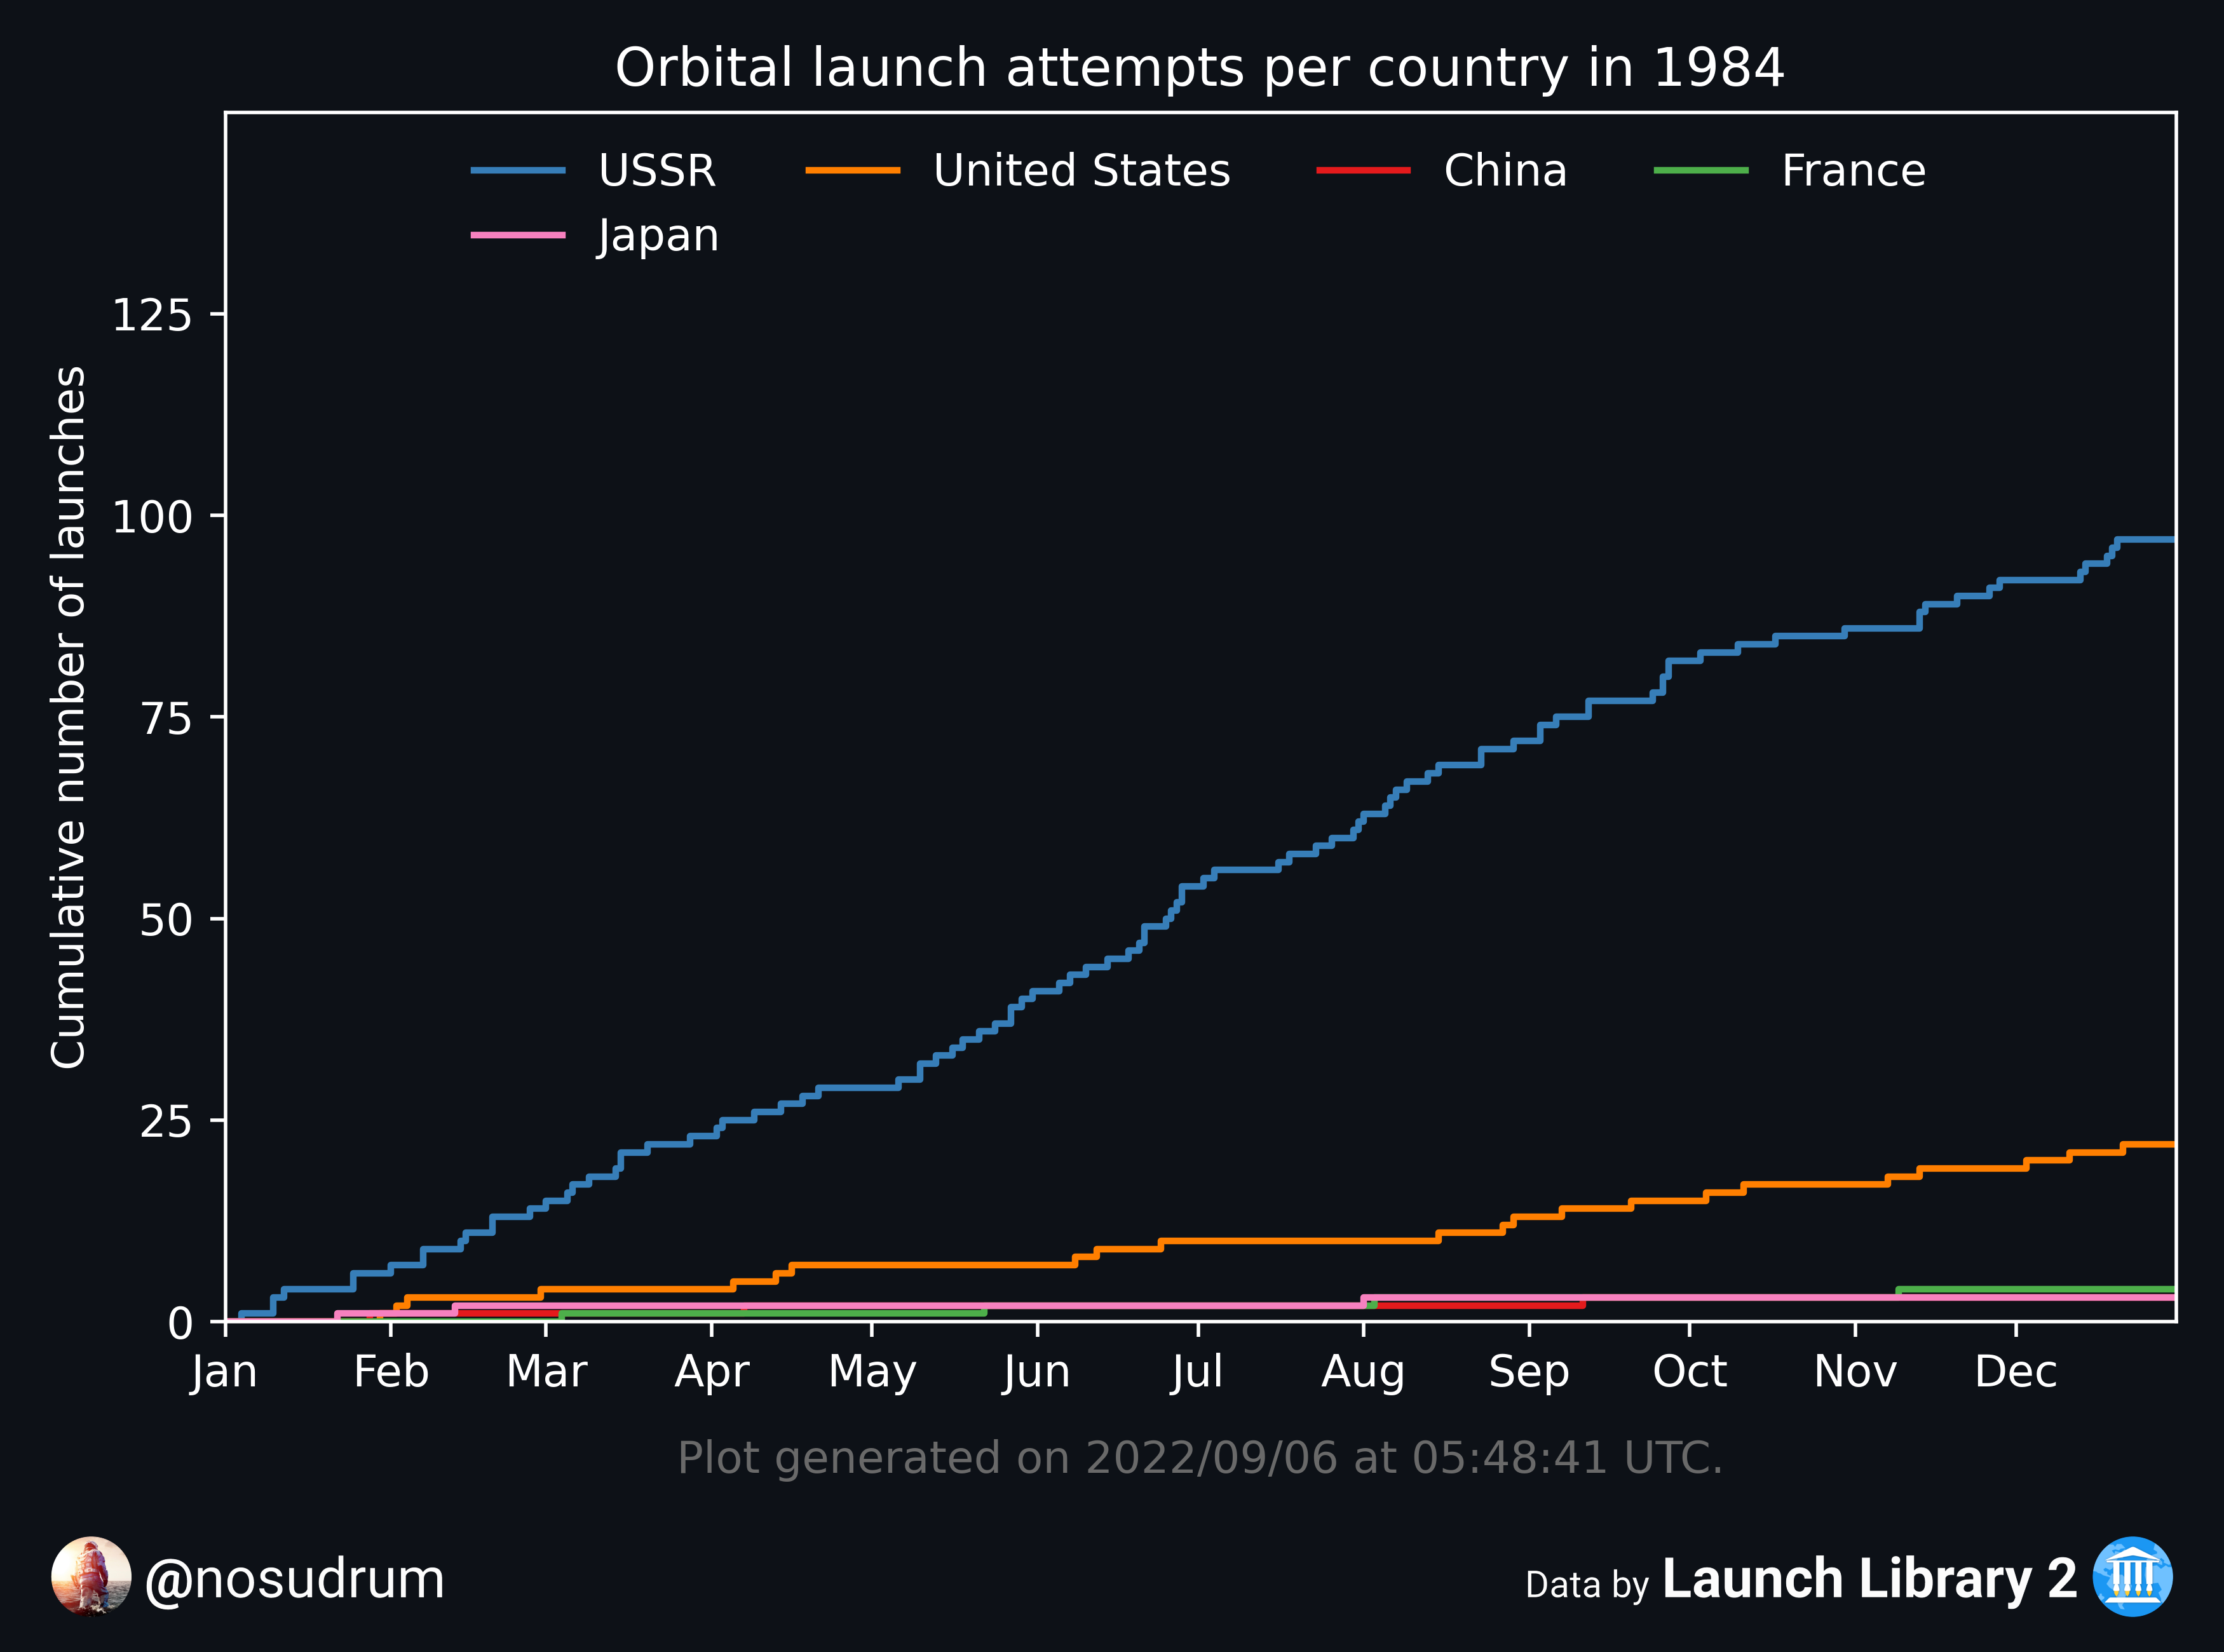 Orbital launch attempts per country in 1984
USSR United States China France
Japan
Cumulative number of launches
125
100
75
50
25
0
Jan Feb Mar Apr May Jun Jul Aug Sep Oct Nov Dec
Plot generated on 2022/09/06 at 05:48:41 UTC.
@nosudrum
Data by Launch Library 2